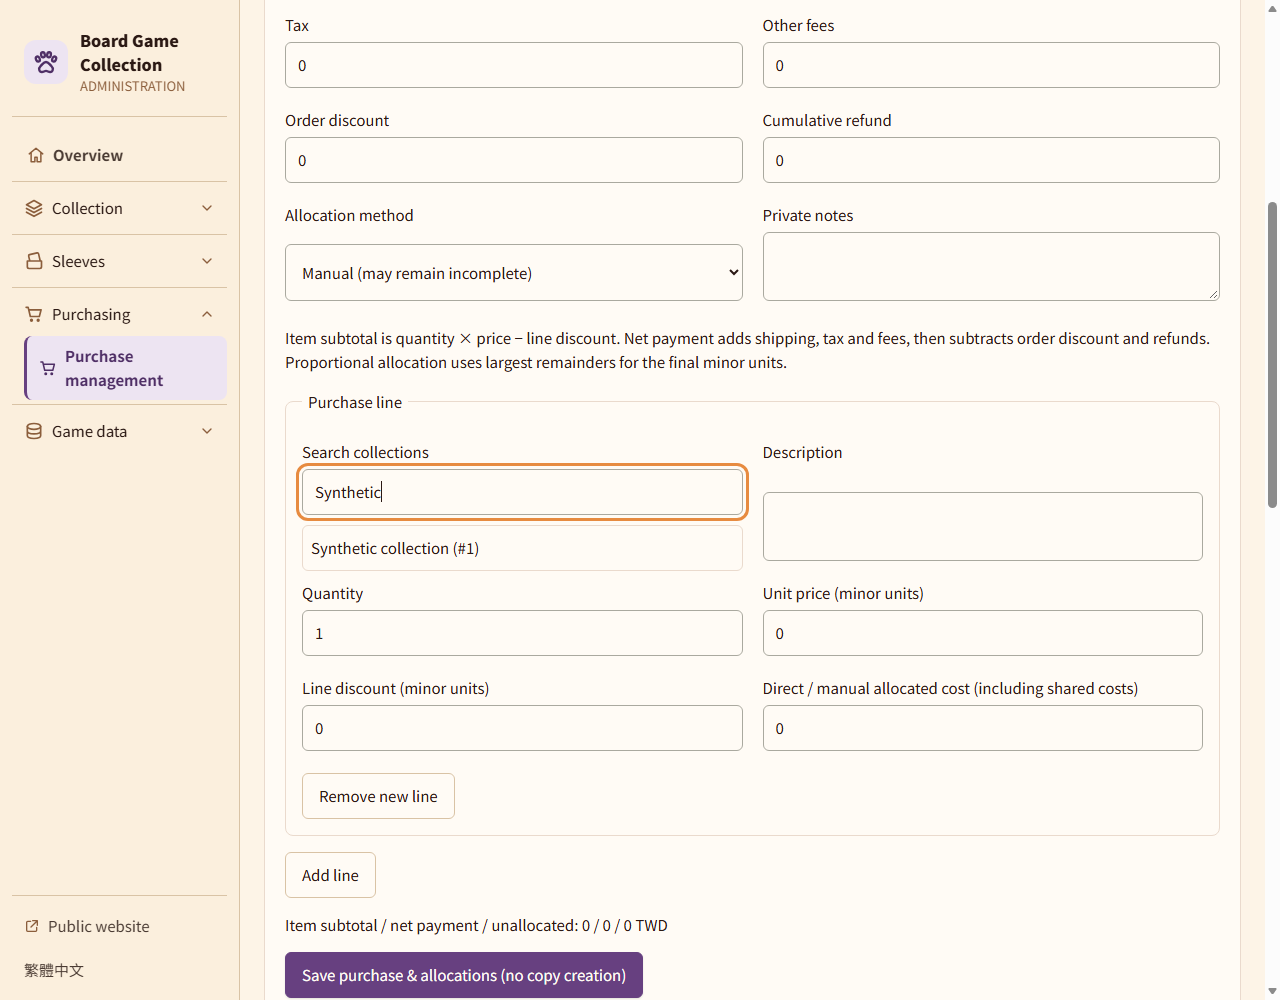 Board Game
Collection
ADMINISTRATION
Overview
Collection
Sleeves
Purchasing
Purchase
management
Game data
Public website
繁體中文
Tax
Other fees
0
0
Order discount
Cumulative refund
0
0
Allocation method
Private notes
Manual (may remain incomplete)
Item subtotal is quantity × price − line discount. Net payment adds shipping, tax and fees, then subtracts order discount and refunds.
Proportional allocation uses largest remainders for the final minor units.
Purchase line
Search collections
Description
Synthetic
Synthetic collection (#1)
Quantity
Unit price (minor units)
1
0
Line discount (minor units)
Direct / manual allocated cost (including shared costs)
0
0
Remove new line
Add line
Item subtotal / net payment / unallocated: 0 / 0 / 0 TWD
Save purchase & allocations (no copy creation)